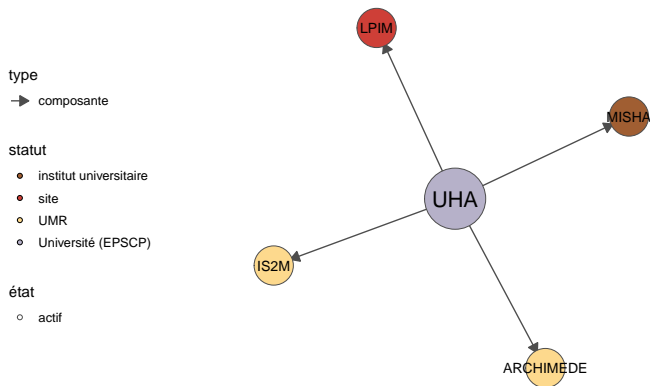 type
composante
statut
institut universitaire
site
UMR
Université (EPSCP)
état
actif
LPIM
MISHA
UHA
IS2M
ARCHIMEDE